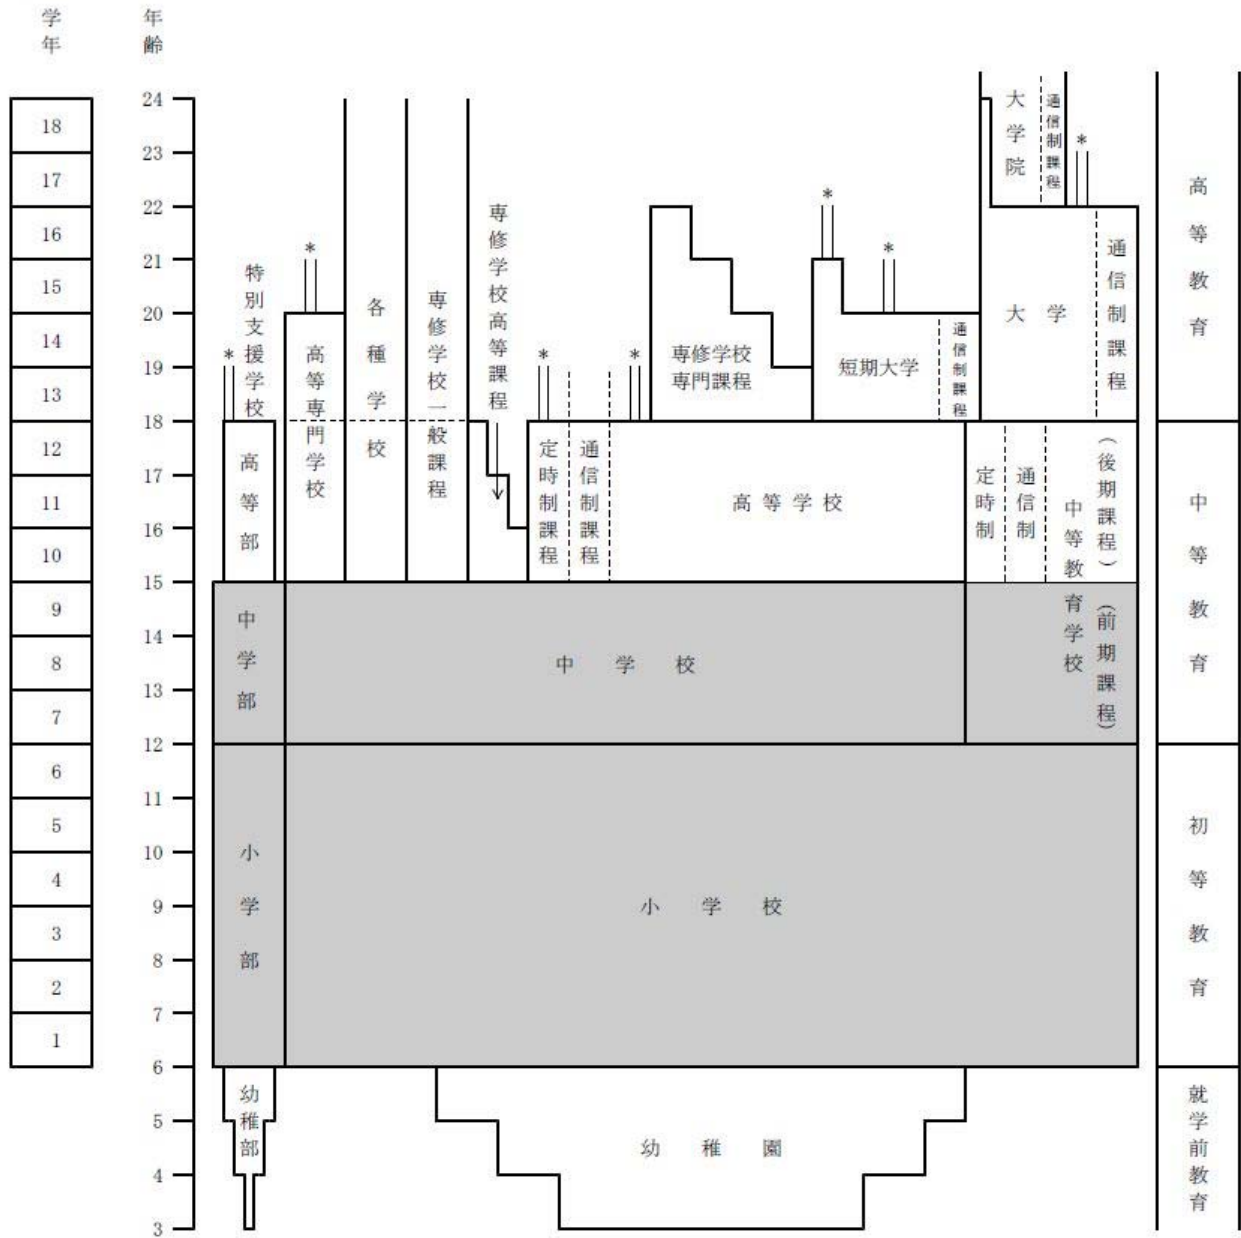 学年
年齢
18
17
16
15
14
13
12
11
10
9
8
7
6
5
4
3
2
1
24
23
22
21
20
19
18
17
16
15
14
13
12
11
10
9
8
7
6
5
4
3
特別支援学校
*
高等部
中学部
小学部
幼稚部
*
高等専門学校
各種学校
専修学校一般課程
専修学校高等課程
*
定時制課程
通信制課程
*
専修学校
専門課程
*
*
短期大学
通信制課程
大学院
通信制課程
*
大学
通信制課程
高等学校
定時制
通信制
中等教育学校
(後期課程)
(前期課程)
中学校
小学校
幼稚園
高等教育
中等教育
初等教育
就学前教育